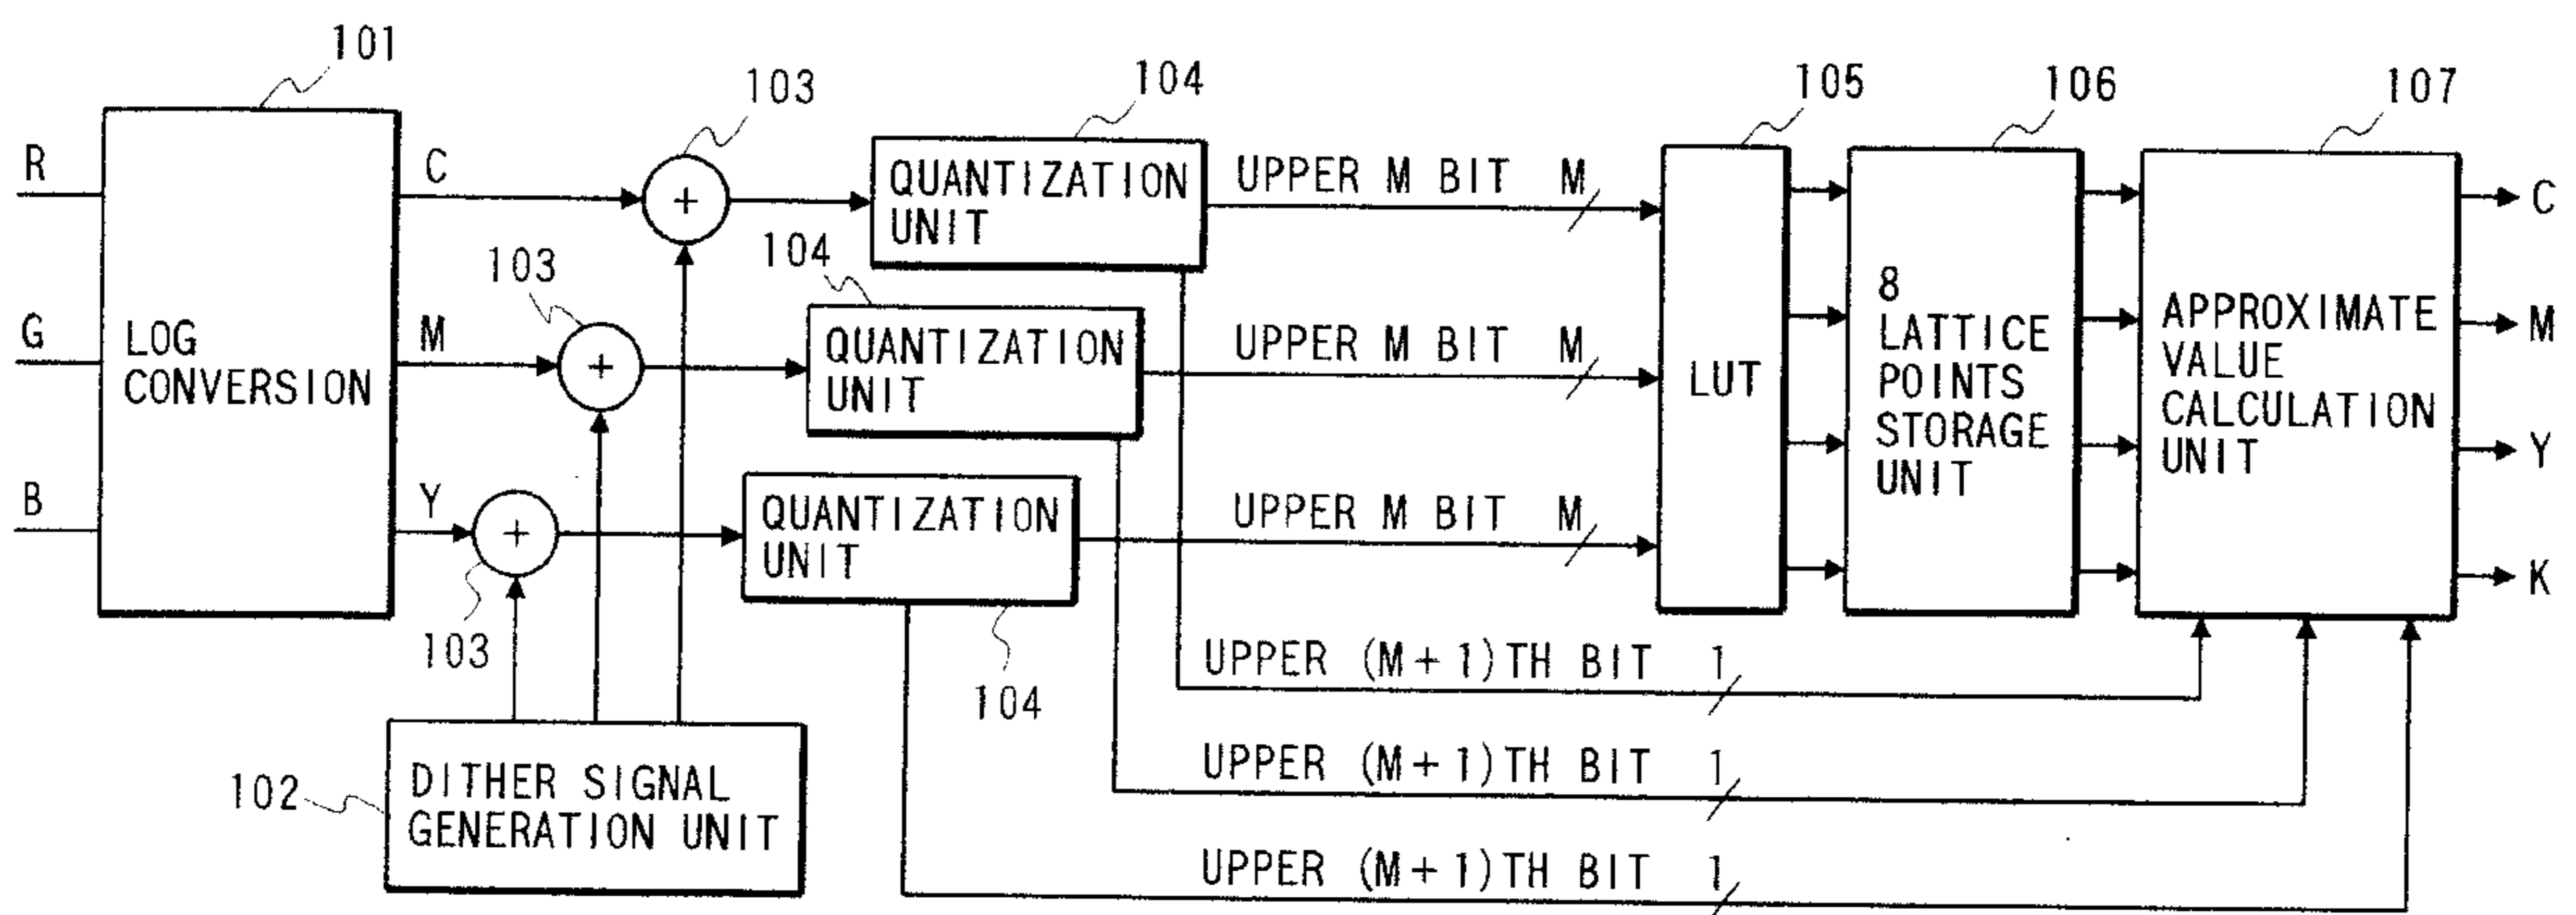 101
103
104
105
106
107
R
C
QUANTIZATION
UNIT
UPPER M BIT M
C
103
104
8
LATTICE
POINTS
STORAGE
UNIT
G
LOG
CONVERSION
M
QUANTIZATION
UNIT
UPPER M BIT M
LUT
APPROXIMATE
VALUE
CALCULATION
UNIT
M
B
Y
QUANTIZATION
UNIT
UPPER M BIT M
Y
K
103
104
UPPER (M+1)TH BIT 1
102
DITHER SIGNAL
GENERATION UNIT
UPPER (M+1)TH BIT 1
UPPER (M+1)TH BIT 1
+
+
+